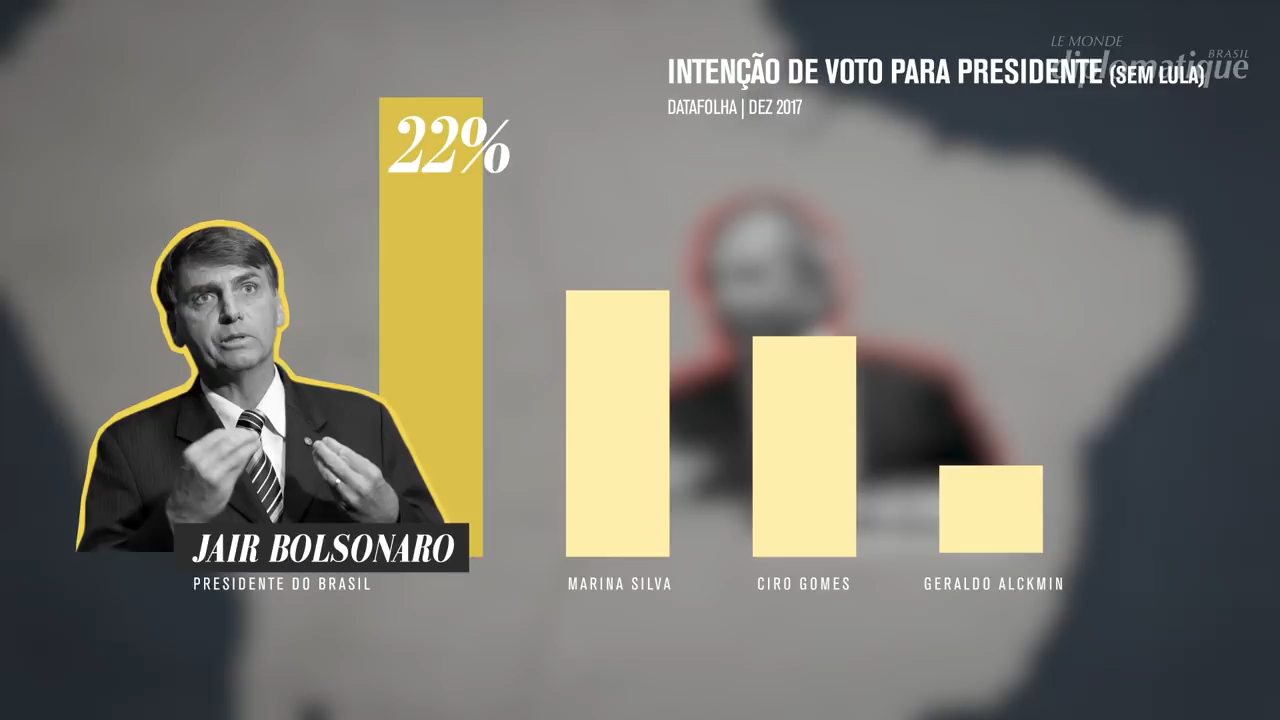 LE MONDE
diplomatique
BRASIL
INTENÇÃO DE VOTO PARA PRESIDENTE (SEM LULA)
DATAFOLHA | DEZ 2017
22%
JAIR BOLSONARO
PRESIDENTE DO BRASIL
MARINA SILVA
CIRO GOMES
GERALDO ALCKMIN